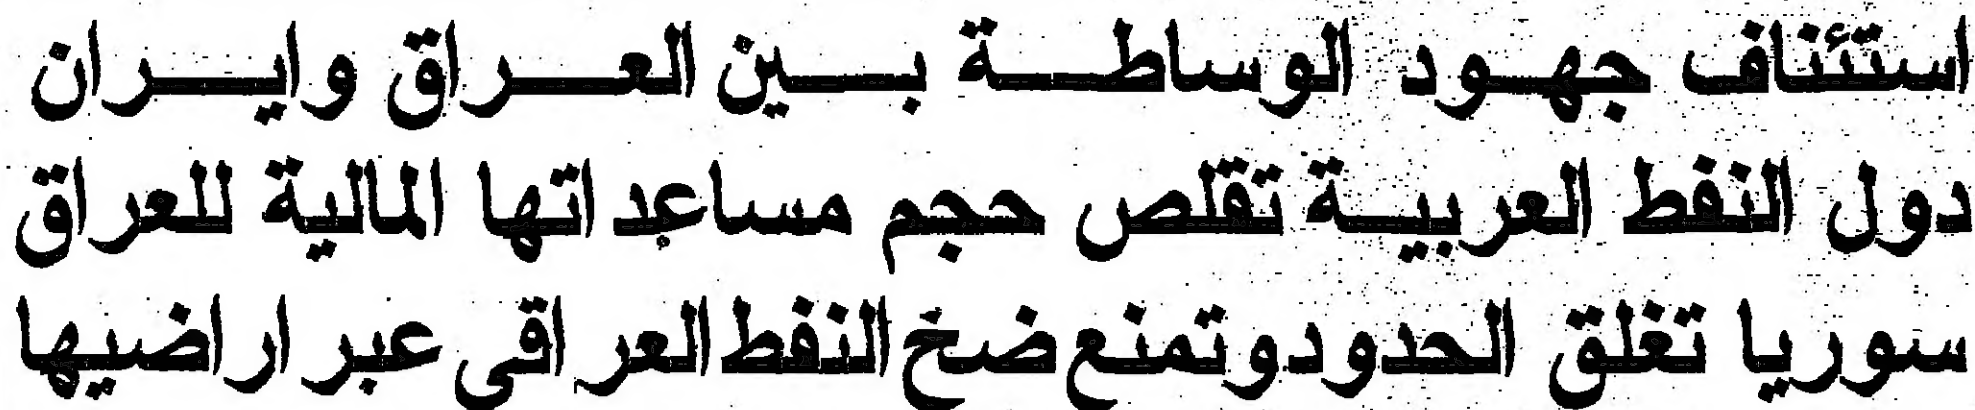 استئناف جهود الوساطة بين العراق وايران
دول النفط العربية تقلص حجم مساعداتها المالية للعراق
سوريا تغلق الحدود وتمنع ضخ النفط العراقى عبر اراضيها